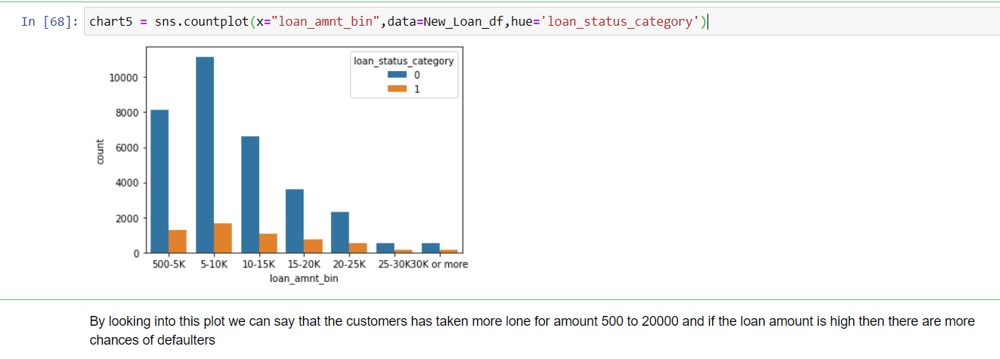 In [68]: chart5 = sns.countplot(x="loan_amnt_bin",data=New_Loan_df,hue='loan_status_category')
loan_status_category
0
1
10000
8000
6000
4000
2000
0
count
500-5K 5-10K 10-15K 15-20K 20-25K 25-30K30K or more
loan_amnt_bin
By looking into this plot we can say that the customers has taken more lone for amount 500 to 20000 and if the loan amount is high then there are more
chances of defaulters